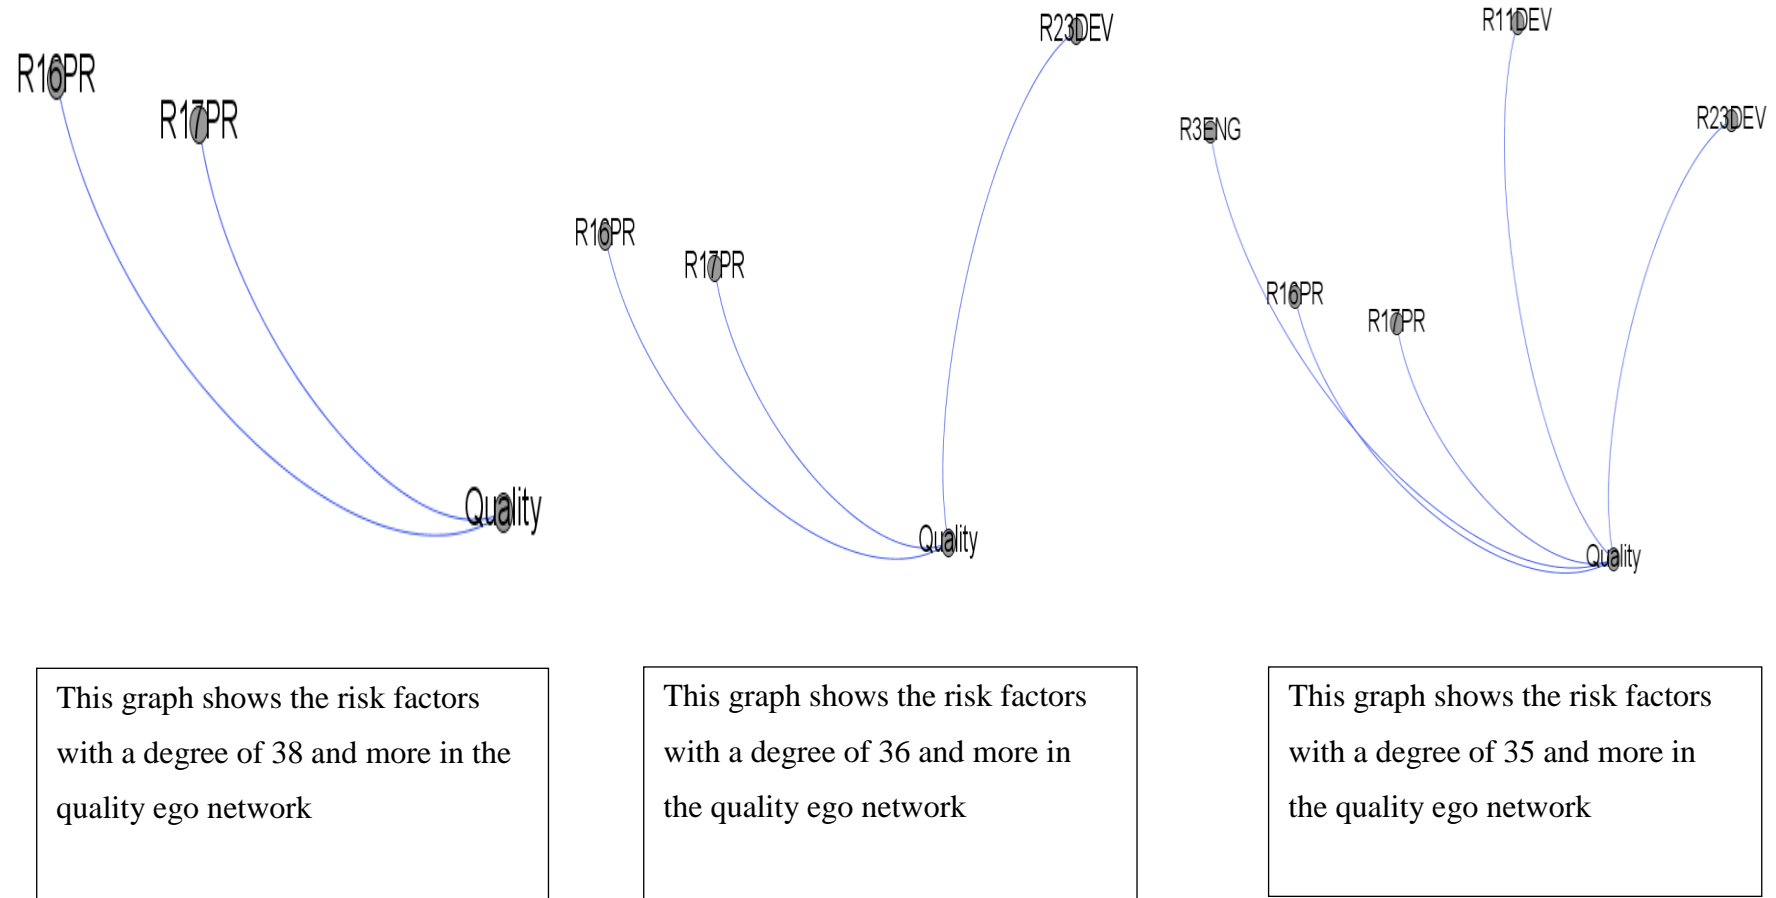 R16PR
R17PR
Quality
This graph shows the risk factors
with a degree of 38 and more in the
quality ego network
R23DEV
R16PR
R17PR
Quality
This graph shows the risk factors
with a degree of 36 and more in
the quality ego network
R11DEV
R23DEV
R3ENG
R16PR
R17PR
Quality
This graph shows the risk factors
with a degree of 35 and more in
the quality ego network